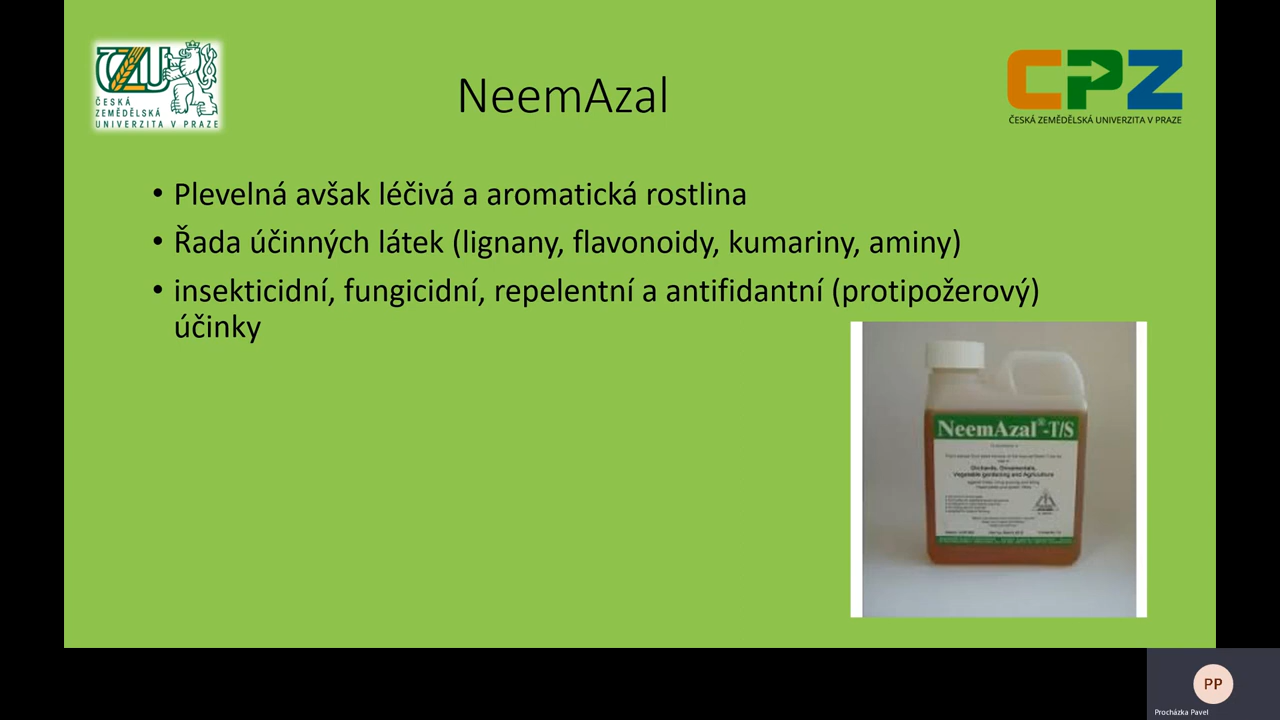 ČESKÁ
ZEMĚDĚLSKÁ
UNIVERZITA V PRAZE
NeemAzal
CPZ
ČESKÁ ZEMĚDĚLSKÁ UNIVERZITA V PRAZE
• Plevelná avšak léčivá a aromatická rostlina
• Řada účinných látek (lignany, flavonoidy, kumariny, aminy)
• insekticidní, fungicidní, repelentní a antifidantní (protipožerový)
účinky
NeemAzal®-T/S
Orchards, Ornamentals,
Vegetable gardening and Agriculture
PP
Procházka Pavel